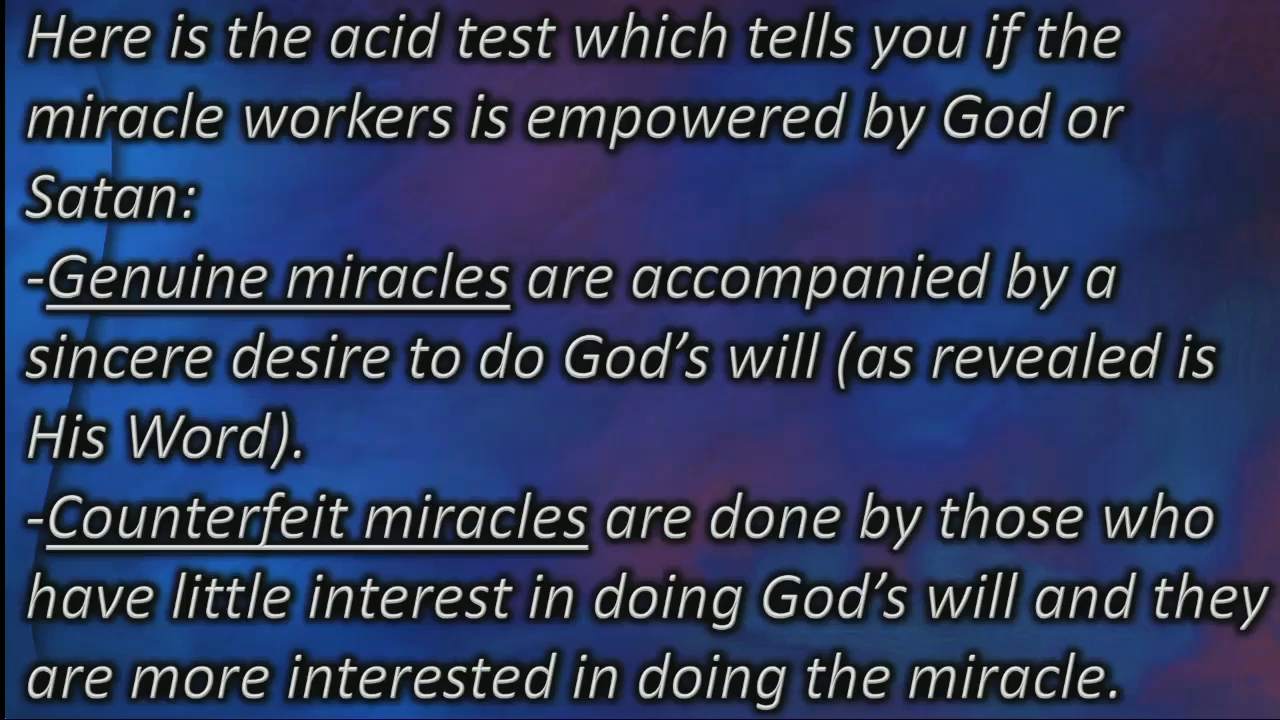 Here is the acid test which tells you if the
miracle workers is empowered by God or
Satan:
-Genuine miracles are accompanied by a
sincere desire to do God’s will (as revealed is
His Word).
-Counterfeit miracles are done by those who
have little interest in doing God’s will and they
are more interested in doing the miracle.